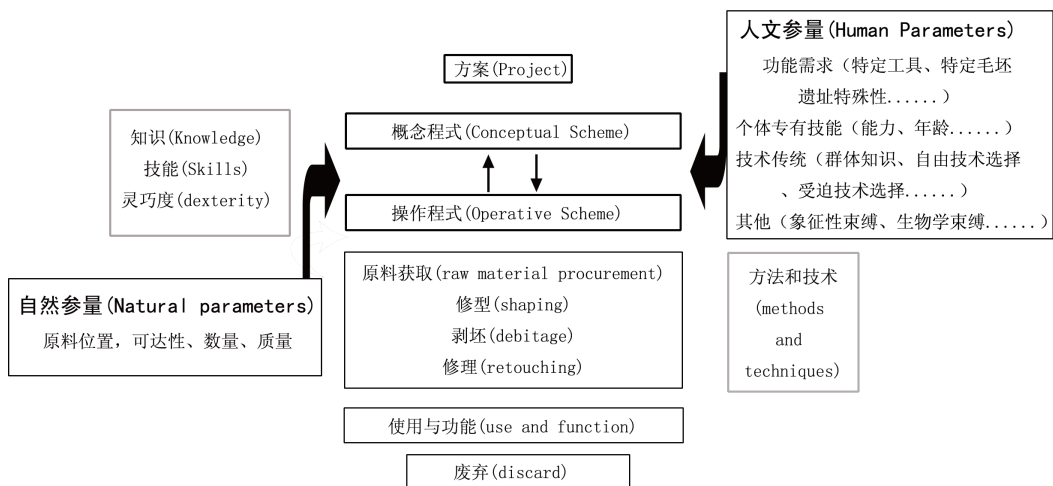 方案(Project)
概念程式(Conceptual Scheme)
操作程式(Operative Scheme)
知识(Knowledge)
技能(Skills)
灵巧度(dexterity)
人文参量(Human Parameters)
功能需求（特定工具、特定毛坯
遗址特殊性......）
个体专有技能（能力、年龄......）
技术传统（群体知识、自由技术选择
、受迫技术选择......）
其他（象征性束缚、生物学束缚......）
自然参量(Natural parameters)
原料位置，可达性、数量、质量
原料获取(raw material procurement)
修型(shaping)
剥坯(debitage)
修理(retouching)
方法和技术
(methods
and
techniques)
使用与功能(use and function)
废弃(discard)